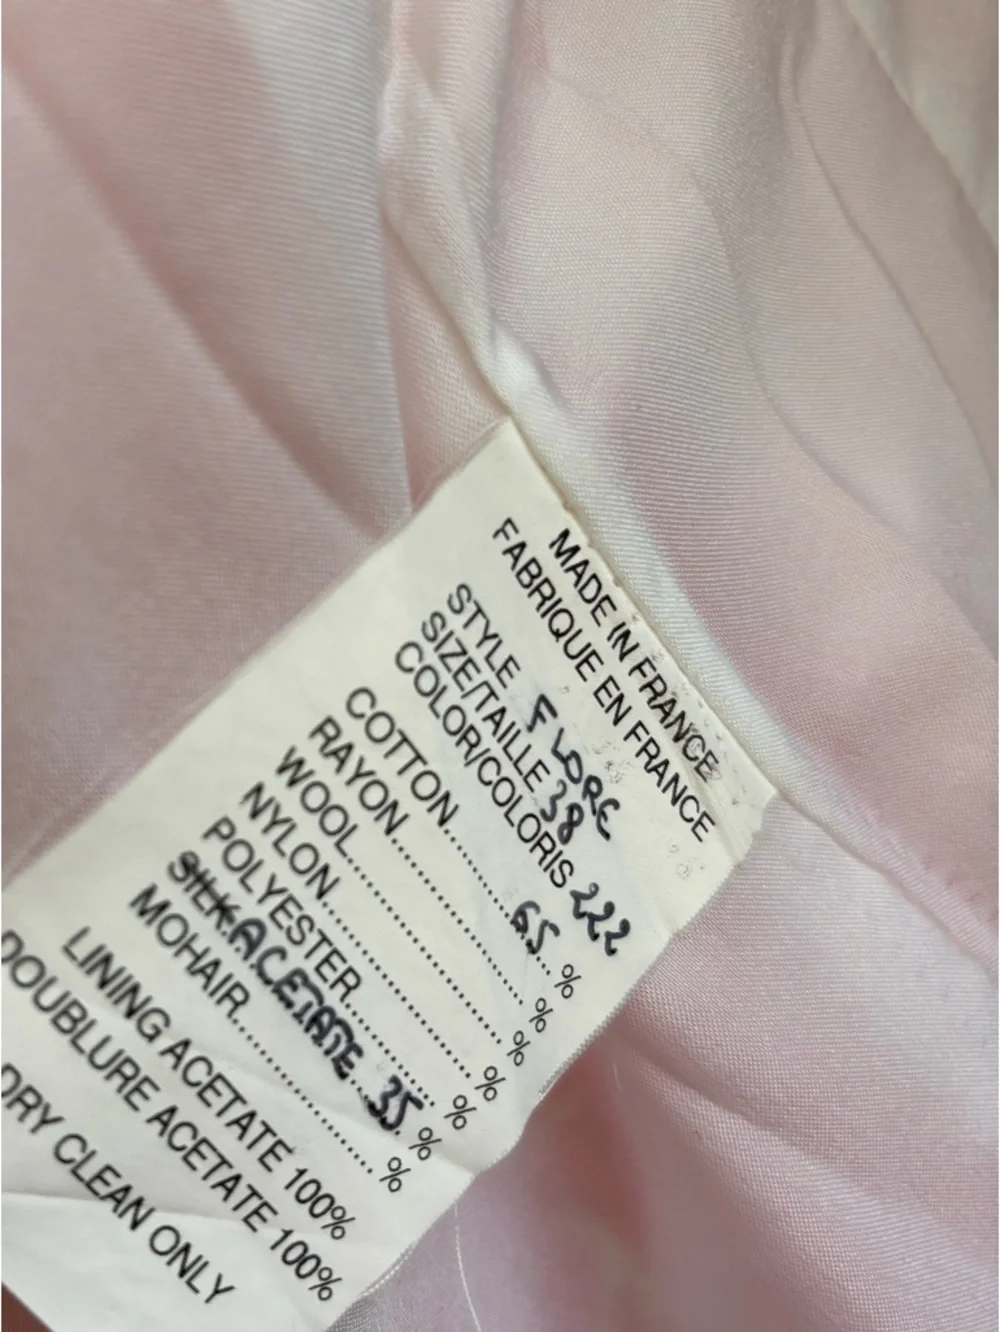 MADE IN FRANCE
FABRIQUE EN FRANCE
STYLE FLORE
SIZE/TAILLE 38
COLOR/COLORIS 222
COTTON..........65..%
RAYON....................%
WOOL......................%
NYLON.....................%
POLYESTER..............%
SILK ACETATE 35.%
MOHAIR...................%
LINING ACETATE 100%
DOUBLURE ACETATE 100%
DRY CLEAN ONLY